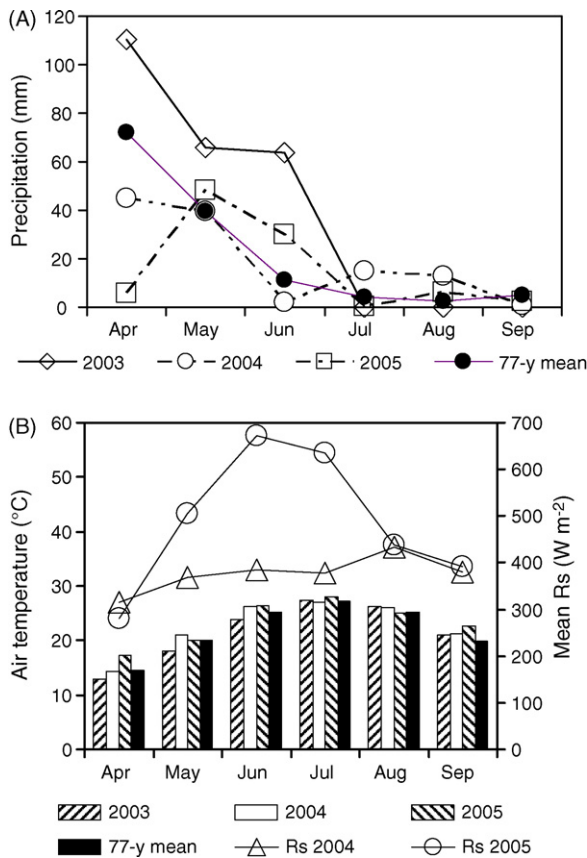 (A)
120
100
80
60
40
20
0
Precipitation (mm)
Apr May Jun Jul Aug Sep
2003 2004 2005 77-y mean
(B)
60
50
40
30
20
10
0
Air temperature (°C)
700
600
500
400
300
200
100
0
Mean Rs (W m-2)
Apr May Jun Jul Aug Sep
2003 2004 2005
77-y mean Rs 2004 Rs 2005